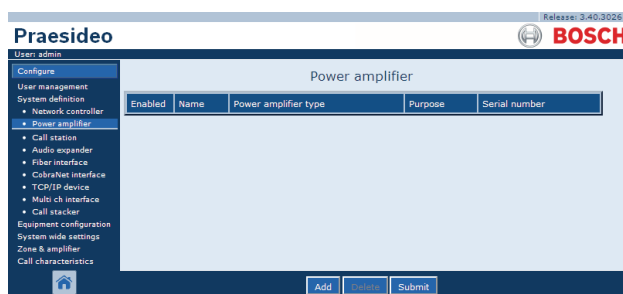 Release: 3.40.3026
Praesideo
BOSCH
User: admin
Configure
User management
System definition
• Network controller
• Power amplifier
• Call station
• Audio expander
• Fiber interface
• CobraNet interface
• TCP/IP device
• Multi ch interface
• Call stacker
Equipment configuration
System wide settings
Zone & amplifier
Call characteristics
Power amplifier
Enabled Name Power amplifier type Purpose Serial number
Add Delete Submit